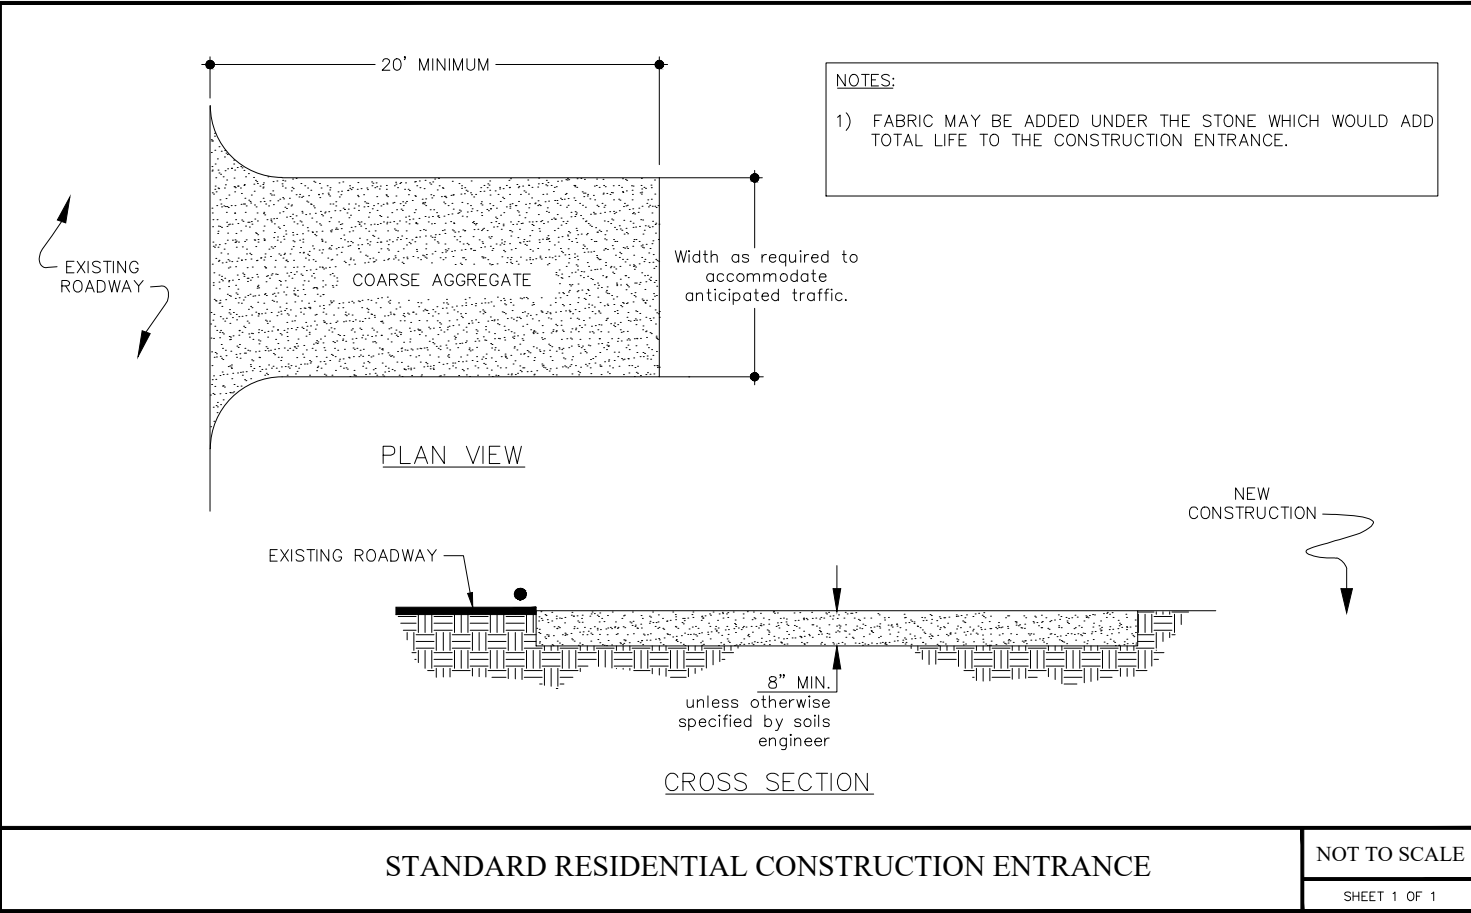 20' MINIMUM
NOTES:
1) FABRIC MAY BE ADDED UNDER THE STONE WHICH WOULD ADD
TOTAL LIFE TO THE CONSTRUCTION ENTRANCE.
EXISTING
ROADWAY
COARSE AGGREGATE
Width as required to
accommodate
anticipated traffic.
PLAN VIEW
NEW
CONSTRUCTION
EXISTING ROADWAY
8" MIN.
unless otherwise
specified by soils
engineer
CROSS SECTION
STANDARD RESIDENTIAL CONSTRUCTION ENTRANCE
NOT TO SCALE
SHEET 1 OF 1